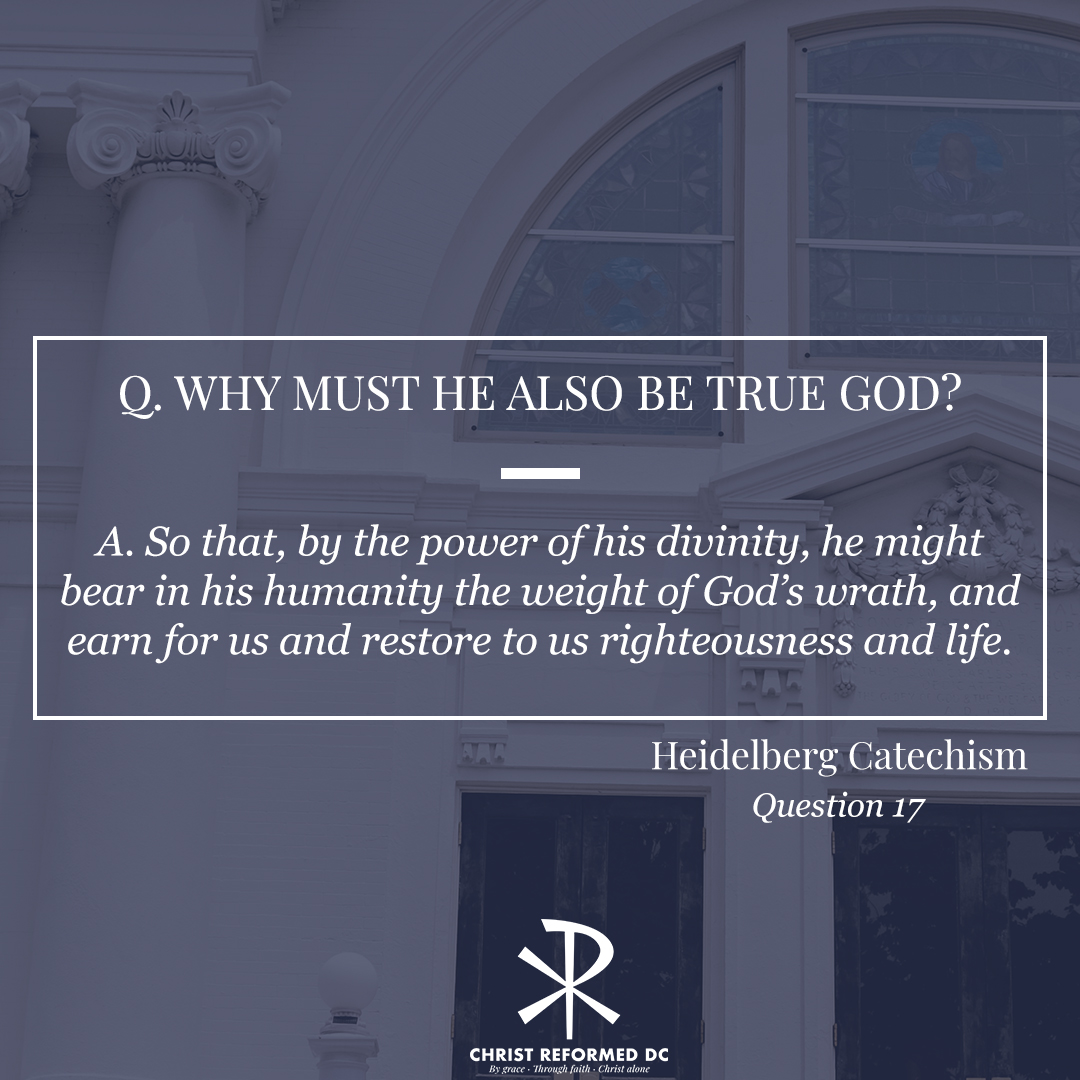 Q. WHY MUST HE ALSO BE TRUE GOD?
A. So that, by the power of his divinity, he might
bear in his humanity the weight of God’s wrath, and
earn for us and restore to us righteousness and life.
Heidelberg Catechism
Question 17
CHRIST REFORMED DC
By grace · Through faith · Christ alone